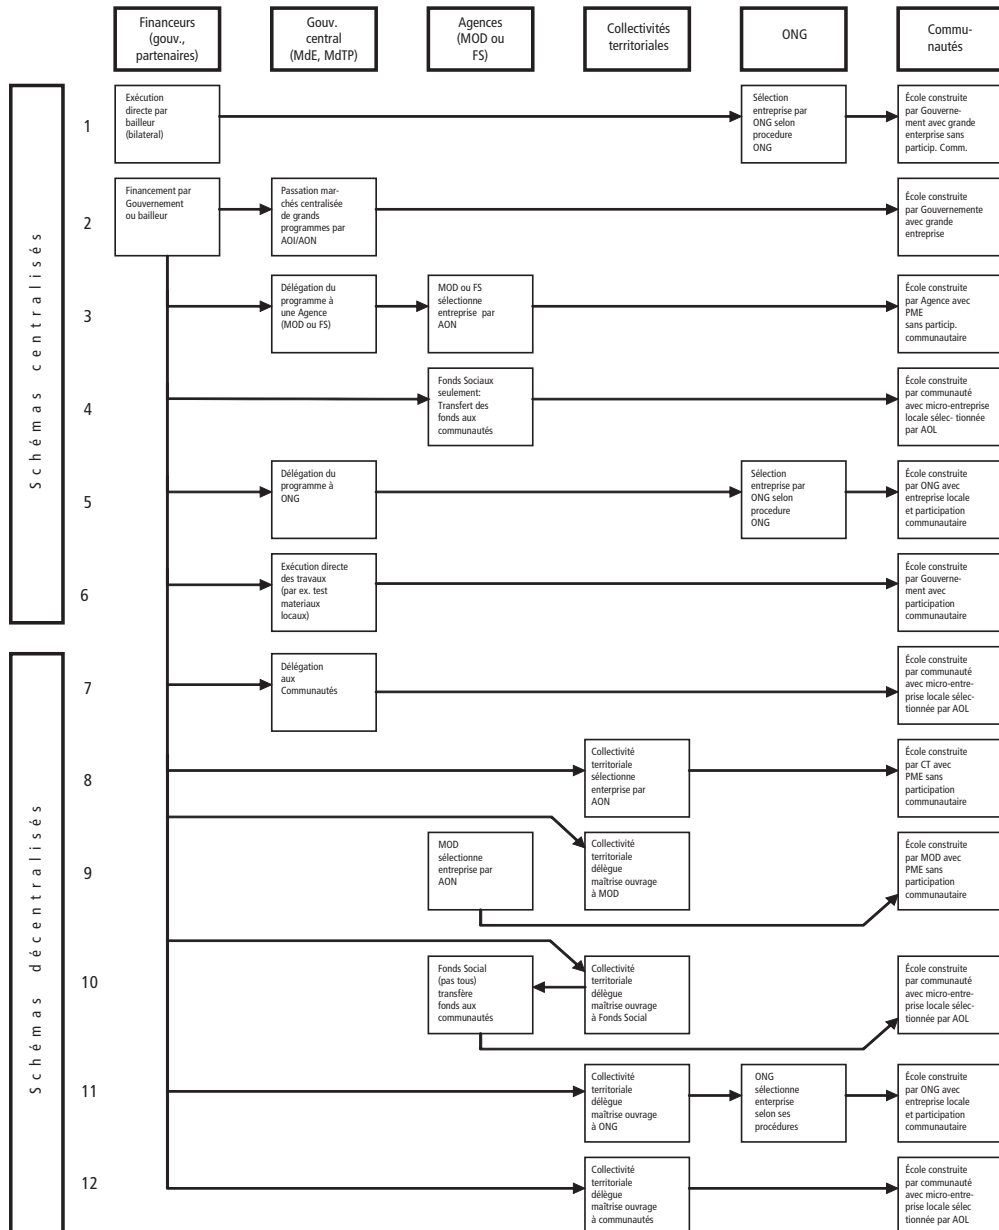 Financeurs
(gouv.,
partenaires)
Gouv.
central
(MdE, MdTP)
Agences
(MOD ou
FS)
Collectivités
territoriales
ONG
Commu-
nautés
Schémas centralisés
1
Exécution
directe par
bailleur
(bilateral)
Sélection
entreprise par
ONG selon
procedure
ONG
École construite
par Gouverne-
ment avec grande
enterprise sans
particip. Comm.
2
Financement par
Gouvernement
ou bailleur
Passation mar-
chés centralisée
de grands
programmes par
AOI/AON
École construite
par Gouvernemente
avec grande
entreprise
3
Délégation du
programme à
une Agence
(MOD ou FS)
MOD ou FS
sélectionne
entreprise par
AON
École construite
par Agence avec
PME
sans particip.
communautaire
4
Fonds Sociaux
seulement:
Transfert des
fonds aux
communautés
École construite
par communauté
avec micro-entreprise
locale sélec- tionnée
par AOL
5
Délégation du
programme à
ONG
Sélection
entreprise par
ONG selon
procedure
ONG
École construite
par ONG avec
entreprise locale
et participation
communautaire
6
Exécution directe
des travaux
(par ex. test
materiaux
locaux)
École construite
par Gouverne-
ment avec
participation
communautaire
Schémas décentralisés
7
Délégation
aux
Communautés
École construite
par communauté
avec micro-entre-
prise locale sélec-
tionnée par AOL
8
Collectivité
territoriale
sélectionne
enterprise par
AON
École construite
par CT avec
PME sans
participation
communautaire
9
MOD
sélectionne
entreprise par
AON
Collectivité
territoriale
délègue
maîtrise ouvrage
à MOD
École construite
par MOD avec
PME sans
participation
communautaire
10
Fonds Social
(pas tous)
transfère
fonds aux
communautés
Collectivité
territoriale
délègue
maîtrise ouvrage
à Fonds Social
École construite
par communauté
avec micro-entre-
prise locale sélec-
tionnée par AOL
11
Collectivité
territoriale
délègue
maîtrise ouvrage
à ONG
ONG
sélectionne
enterprise
selon ses
procédures
École construite
par ONG avec
entreprise locale
et participation
communautaire
12
Collectivité
territoriale
délègue
maîtrise ouvrage
à communautés
École construite
par communauté
avec micro-entre-
prise locale sélec
tionnée par AOL